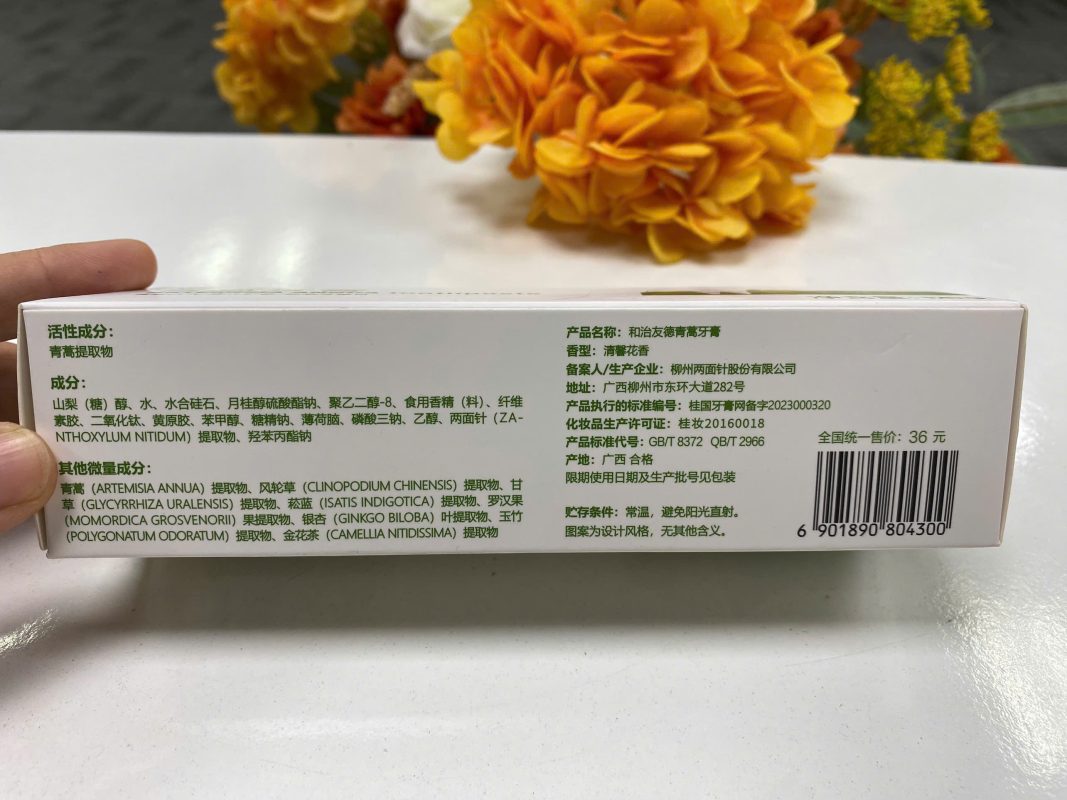 活性成分：
青蒿提取物
成分：
山梨（糖）醇、水、水合硅石、月桂醇硫酸酯钠、聚乙二醇-8、食用香精（料）、纤维
素胶、二氧化钛、黄原胶、苯甲醇、糖精钠、薄荷脑、磷酸三钠、乙醇、两面针（ZA-
NTHOXYLUM NITIDUM）提取物、羟苯丙酯钠
其他微量成分：
青蒿（ARTEMISIA ANNUA）提取物、风轮草（CLINOPODIUM CHINENSIS）提取物、甘
草（GLYCYRRHIZA URALENSIS）提取物、菘蓝（ISATIS INDIGOTICA）提取物、罗汉果
（MOMORDICA GROSVENORII）果提取物、银杏（GINKGO BILOBA）叶提取物、玉竹
（POLYGONATUM ODORATUM）提取物、金花茶（CAMELLIA NITIDISSIMA）提取物
产品名称：和治友德青蒿牙膏
香型：清馨花香
备案人/生产企业：柳州两面针股份有限公司
地址：广西柳州市东环大道282号
产品执行的标准编号：桂国牙膏网备字2023000320
化妆品生产许可证：桂妆20160018
产品标准代号：GB/T 8372 QB/T 2966
产地：广西 合格
限期使用日期及生产批号见包装
贮存条件：常温，避免阳光直射。
图案为设计风格，无其他含义。
全国统一售价：36 元
6 901890 804300